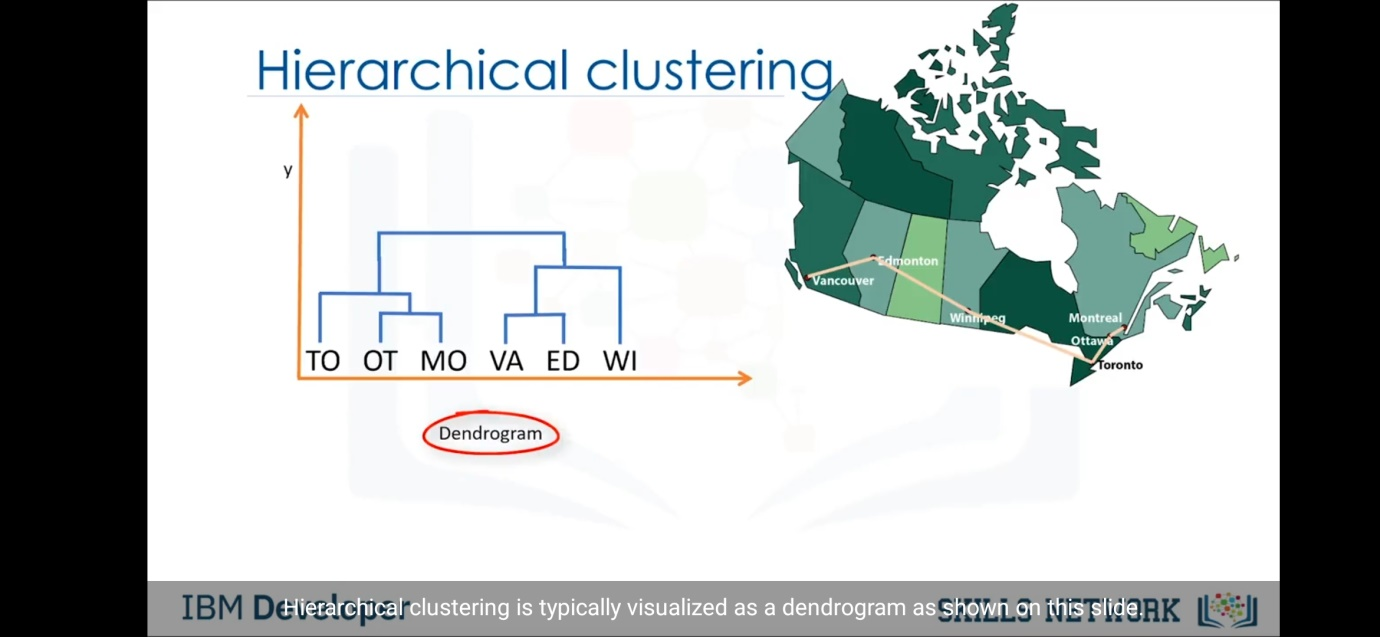 Hierarchical clustering
y
TO OT MO VA ED WI
Dendrogram
Edmonton
Vancouver
Winnipeg
Montreal
Ottawa
Toronto
IBM Developer
SKILLS NETWORK
Hierarchical clustering is typically visualized as a dendrogram as shown on this slide.